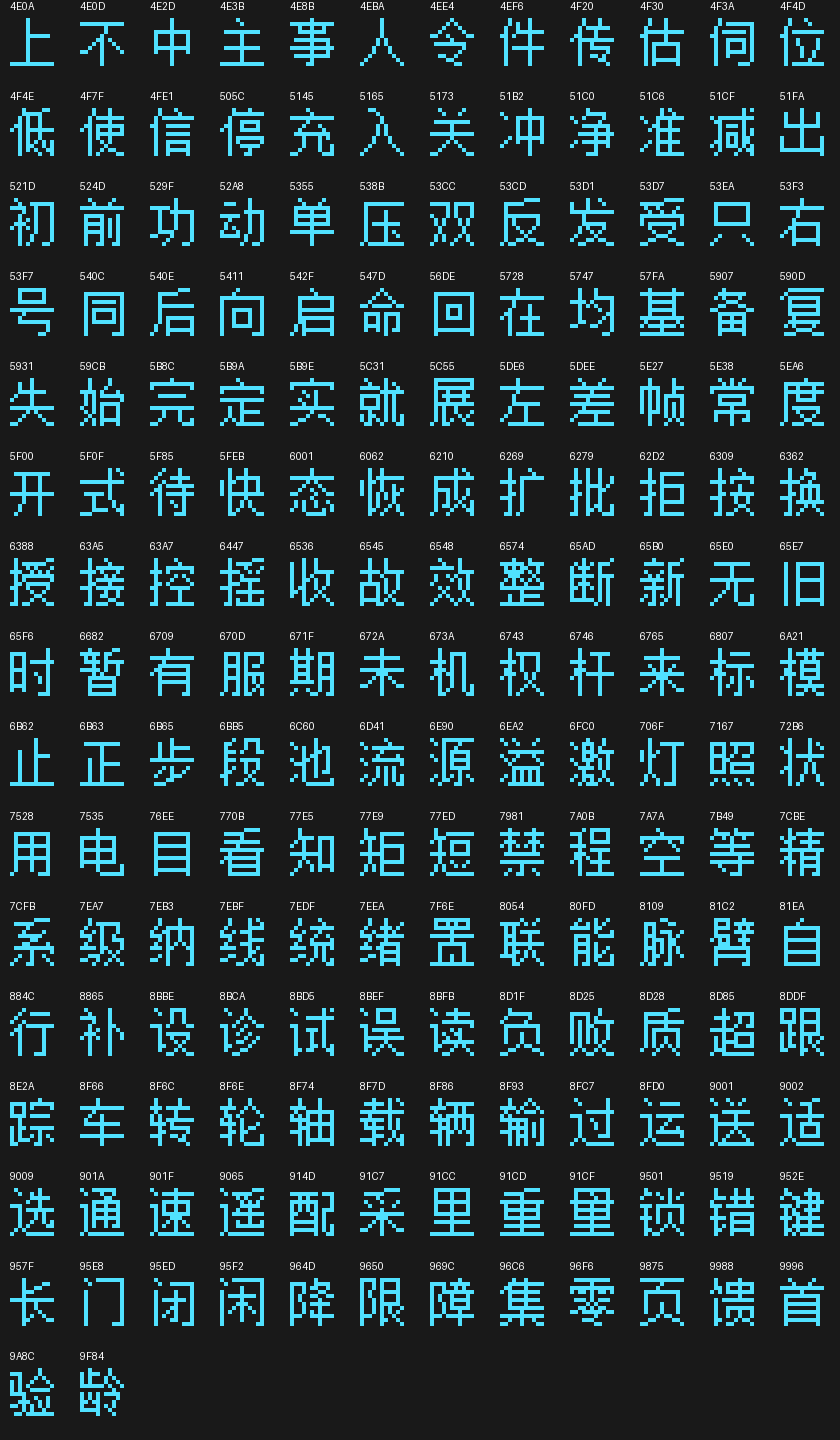 4E0A 4E0D 4E2D 4E3B 4E8B 4EBA 4EE4 4EF6 4F20 4F30 4F3A 4F4D
上 不 中 主 事 人 令 件 传 估 伺 位
4F4E 4F7F 4FE1 505C 5145 5165 5173 51B2 51C0 51C6 51CF 51FA
低 使 信 停 充 入 关 冲 净 准 减 出
521D 524D 529F 52A8 5355 538B 53CC 53CD 53D1 53D7 53EA 53F3
初 前 功 动 单 压 双 反 发 受 只 右
53F7 540C 540E 5411 542F 547D 56DE 5728 5747 57FA 5907 590D
号 同 后 向 启 命 回 在 均 基 备 复
5931 59CB 5B8C 5B9A 5B9E 5C31 5C55 5DE6 5DEE 5E27 5E38 5EA6
失 始 完 定 实 就 展 左 差 帧 常 度
5F00 5F0F 5F85 5FEB 6001 6062 6210 6269 6279 62D2 6309 6362
开 式 待 快 态 恢 成 扩 批 拒 按 换
6388 63A5 63A7 6447 6536 6545 6548 6574 65AD 65B0 65E0 65E7
授 接 控 摇 收 故 效 整 断 新 无 旧
65F6 6682 6709 670D 671F 672A 673A 6743 6746 6765 6807 6A21
时 暂 有 服 期 未 机 权 杆 来 标 模
6B62 6B63 6B65 6BB5 6C60 6D41 6E90 6EA2 6FC0 706F 7167 72B6
止 正 步 段 池 流 源 溢 激 灯 照 状
7528 7535 76EE 770B 77E5 77E9 77ED 7981 7A0B 7A7A 7B49 7CBE
用 电 目 看 知 矩 短 禁 程 空 等 精
7CFB 7EA7 7EB3 7EBF 7EDF 7EEA 7F6E 8054 80FD 8109 81C2 81EA
系 级 纳 线 统 绪 置 联 能 脉 臂 自
884C 8865 8BBE 8BCA 8BD5 8BEF 8BFB 8D1F 8D25 8D28 8D85 8DDF
行 补 设 诊 试 误 读 负 败 质 超 跟
8E2A 8F66 8F6C 8F6E 8F74 8F7D 8F86 8F93 8FC7 8FD0 9001 9002
踪 车 转 轮 轴 载 辆 输 过 运 送 适
9009 901A 901F 9065 914D 91C7 91CC 91CD 91CF 9501 9519 952E
选 通 速 遥 配 采 里 重 量 锁 错 键
957F 95E8 95ED 95F2 964D 9650 969C 96C6 96F6 9875 9988 9996
长 门 闭 闲 降 限 障 集 零 页 馈 首
9A8C 9F84
验 龄